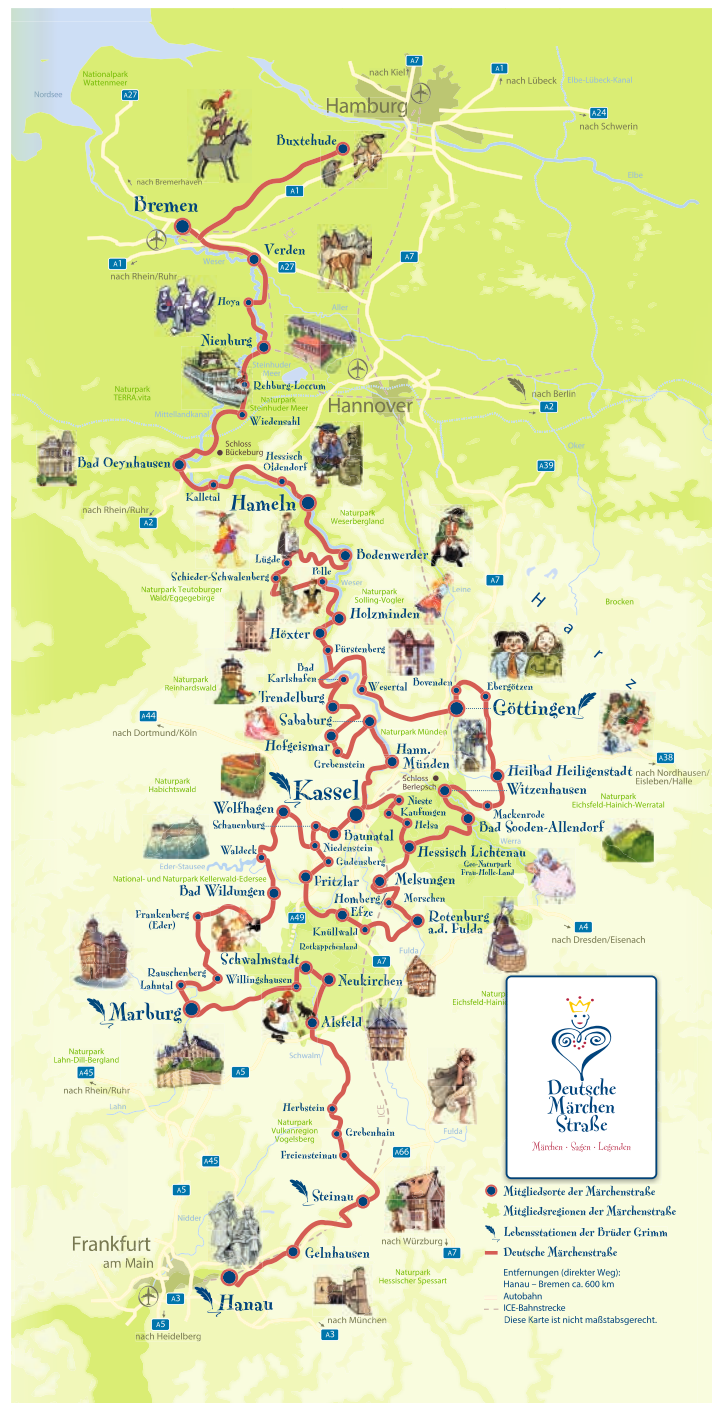 A7
nach Kiel
A1
nach Lübeck
Elbe-Lübeck-Kanal
Nationalpark
Wattenmeer
Nordsee
A27
Hamburg
A24
nach Schwerin
Buxtehude
Elbe
nach Bremerhaven
A1
Bremen
ICE
Verden
A7
A1
nach Rhein/Ruhr
Weser
A27
Hoya
Aller
Nienburg
Steinhuder
Meer
Rehburg-Loccum
Naturpark
TERRA.vita
Naturpark
Steinhuder Meer
nach Berlin
A2
Hannover
Mittellandkanal
Wiedensahl
Schloss
Bückeburg
Oker
Bad Oeynhausen
Hessisch
Oldendorf
A39
Kalletal
Hameln
nach Rhein/Ruhr
A2
Naturpark
Weserbergland
Bodenwerder
Lügde
Polle
Schieder-Schwalenberg
Weser
A7
Leine
Naturpark Teutoburger
Wald/Eggegebirge
Naturpark
Solling-Vogler
Harz
Brocken
Holzminden
Höxter
Fürstenberg
Bad
Karlshafen
Naturpark
Reinhardswald
Wesertal
Bovenden
Ebergötzen
Trendelburg
Göttingen
A44
nach Dortmund/Köln
Sababurg
Naturpark Münden
Hofgeismar
Grebenstein
Hann.
Münden
A38
nach Nordhausen/
Eisleben/Halle
Heilbad Heiligenstadt
Schloss
Berlepsch
Witzenhausen
Naturpark
Habichtswald
Kassel
Nieste
Naturpark
Eichsfeld-Hainich-Werratal
Wolfhagen
Kaufungen
Mackenrode
Schauenburg
Helsa
Bad Sooden-Allendorf
Baunatal
Werra
Waldeck
Niedenstein
Hessisch Lichtenau
Gudensberg
Geo-Naturpark
Frau-Holle-Land
Eder-Stausee
National- und Naturpark Kellerwald-Edersee
Fritzlar
Melsungen
Bad Wildungen
Homberg/
Efze
Morschen
Frankenberg
(Eder)
A49
Rotenburg
a.d. Fulda
A4
nach Dresden/Eisenach
Knüllwald
Rotkäppchenland
Fulda
Schwalmstadt
A7
Rauschenberg
Willingshausen
Neukirchen
Lahntal
Marburg
Alsfeld
Naturpark
Lahn-Dill-Bergland
A45
nach Rhein/Ruhr
A5
Schwalm
Lahn
Herbstein
ICE
Naturpark
Vulkanregion
Vogelsberg
Grebenhain
Fulda
Freiensteinau
A45
A66
A5
Steinau
Nidder
nach Würzburg
A7
Frankfurt
am Main
Gelnhausen
Naturpark
Hessischer Spessart
Hanau
A3
A5
nach Heidelberg
nach München
A3
Deutsche
Märchen
Straße
Märchen · Sagen · Legenden
Mitgliedsorte der Märchenstraße
Mitgliedsregionen der Märchenstraße
Lebensstationen der Brüder Grimm
Deutsche Märchenstraße
Entfernungen (direkter Weg):
Hanau – Bremen ca. 600 km
Autobahn
ICE-Bahnstrecke
Diese Karte ist nicht maßstabsgerecht.